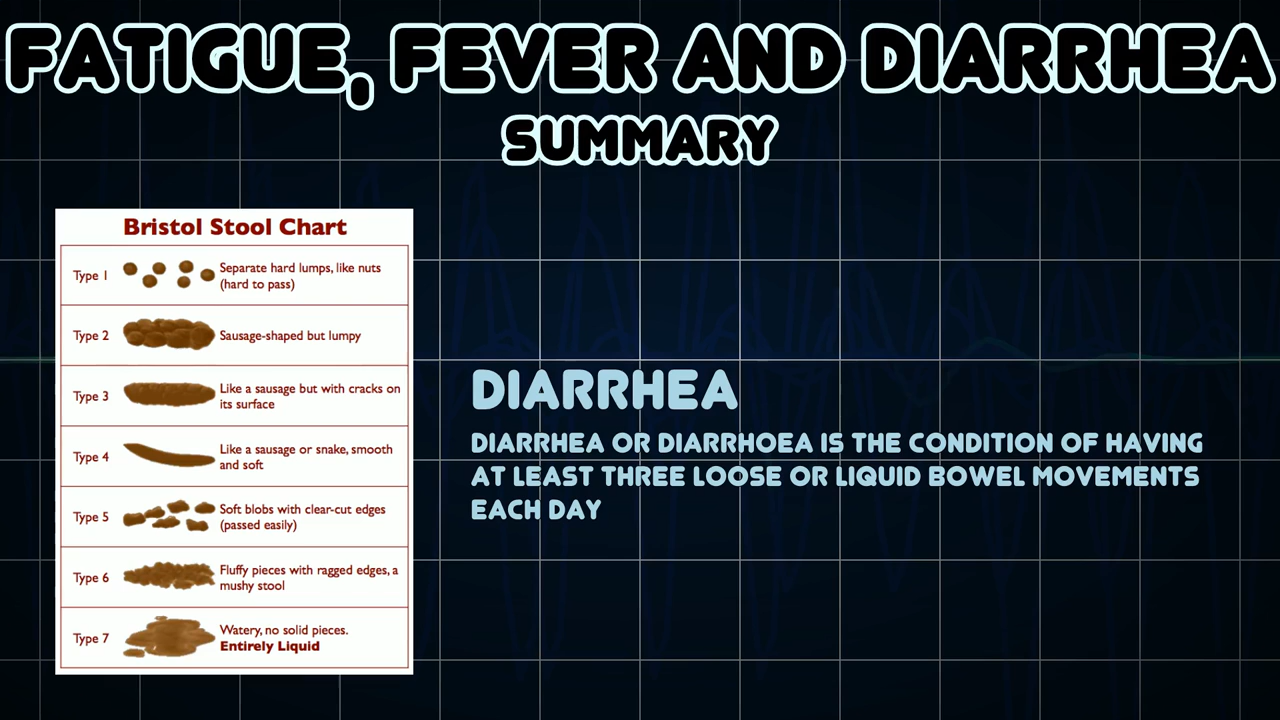 FATIGUE, FEVER AND DIARRHEA
SUMMARY
Bristol Stool Chart
Type 1 Separate hard lumps, like nuts
(hard to pass)
Type 2 Sausage-shaped but lumpy
Type 3 Like a sausage but with cracks on
its surface
Type 4 Like a sausage or snake, smooth
and soft
Type 5 Soft blobs with clear-cut edges
(passed easily)
Type 6 Fluffy pieces with ragged edges, a
mushy stool
Type 7 Watery, no solid pieces.
Entirely Liquid
DIARRHEA
DIARRHEA OR DIARRHOEA IS THE CONDITION OF HAVING
AT LEAST THREE LOOSE OR LIQUID BOWEL MOVEMENTS
EACH DAY